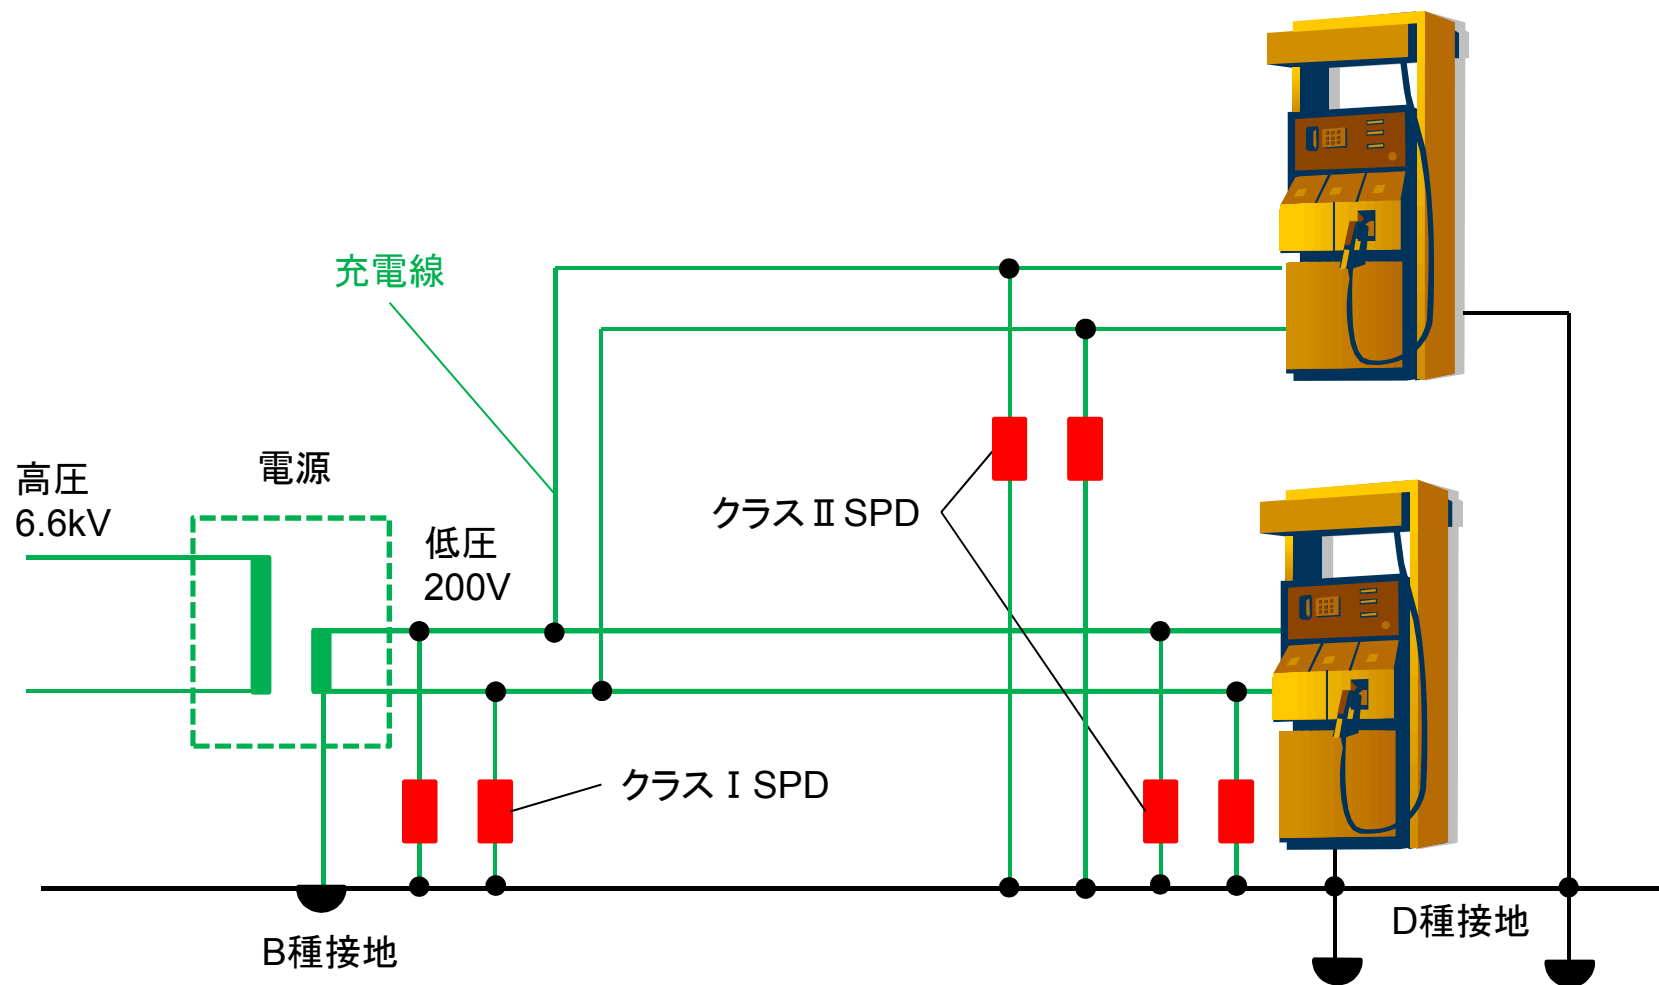 充電線
高圧
6.6kV
電源
低圧
200V
クラスⅡSPD
クラスⅠSPD
B種接地
D種接地